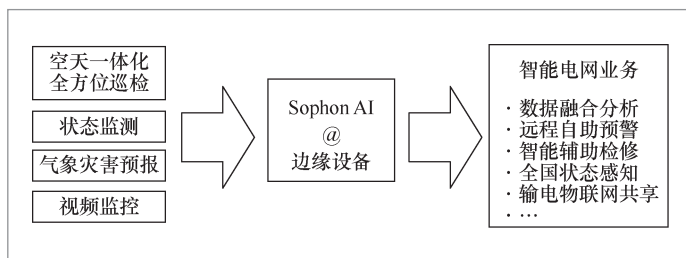 空天一体化
全方位巡检
状态监测
气象灾害预报
视频监控
Sophon AI
@
边缘设备
智能电网业务
· 数据融合分析
· 远程自助预警
· 智能辅助检修
· 全国状态感知
· 输电物联网共享
· …